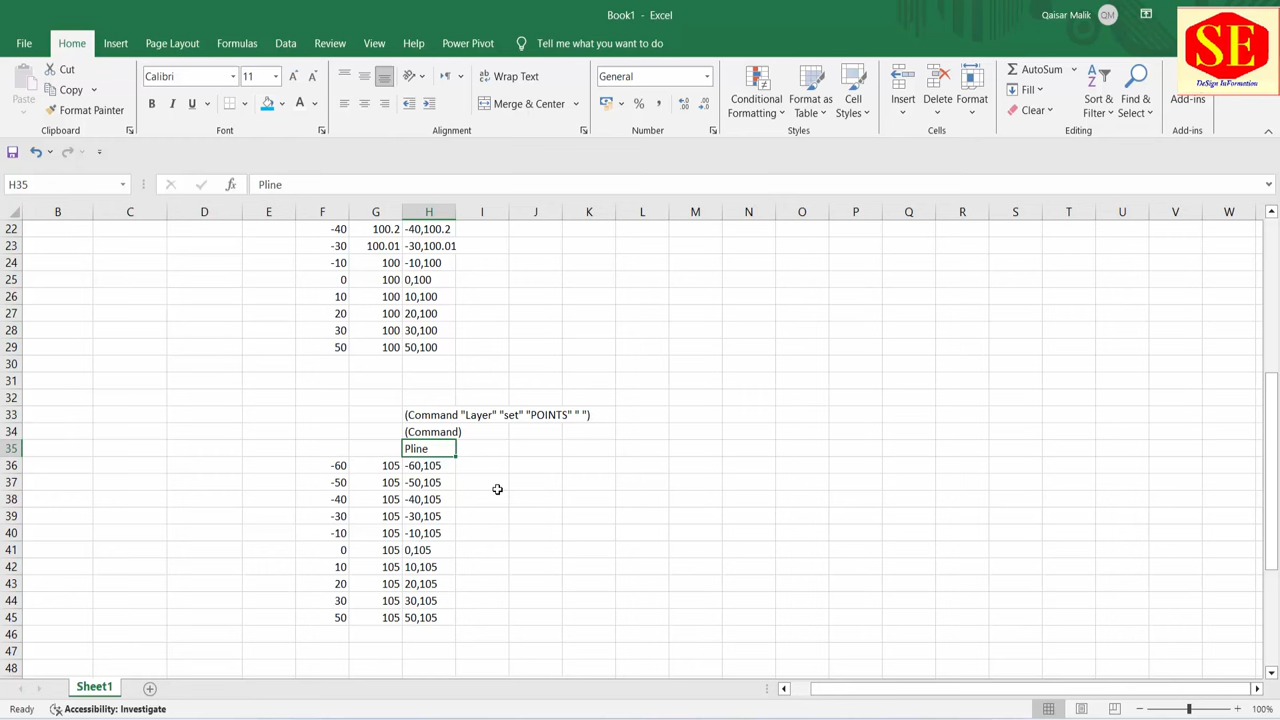 Book1 - Excel
Qaisar Malik QM
SE
DeSign InFormation
File Home Insert Page Layout Formulas Data Review View Help Power Pivot Tell me what you want to do
Paste Cut Copy Format Painter
Calibri 11
B I U A
Wrap Text
Merge & Center
General
% ,
Conditional Formatting Format as Table Cell Styles
Insert Delete Format
AutoSum Fill Clear
Sort & Filter Find & Select
Add-ins
Clipboard Font Alignment Number Styles Cells Editing Add-ins
H35 fx Pline
B C D E F G H I J K L M N O P Q R S T U V W
22 -40 100.2 -40,100.2
23 -30 100.01 -30,100.01
24 -10 100 -10,100
25 0 100 0,100
26 10 100 10,100
27 20 100 20,100
28 30 100 30,100
29 50 100 50,100
30
31
32
33 (Command "Layer" "set" "POINTS" " ")
34 (Command)
35 Pline
36 -60 105 -60,105
37 -50 105 -50,105
38 -40 105 -40,105
39 -30 105 -30,105
40 -10 105 -10,105
41 0 105 0,105
42 10 105 10,105
43 20 105 20,105
44 30 105 30,105
45 50 105 50,105
46
47
48
Sheet1
Ready Accessibility: Investigate 100%